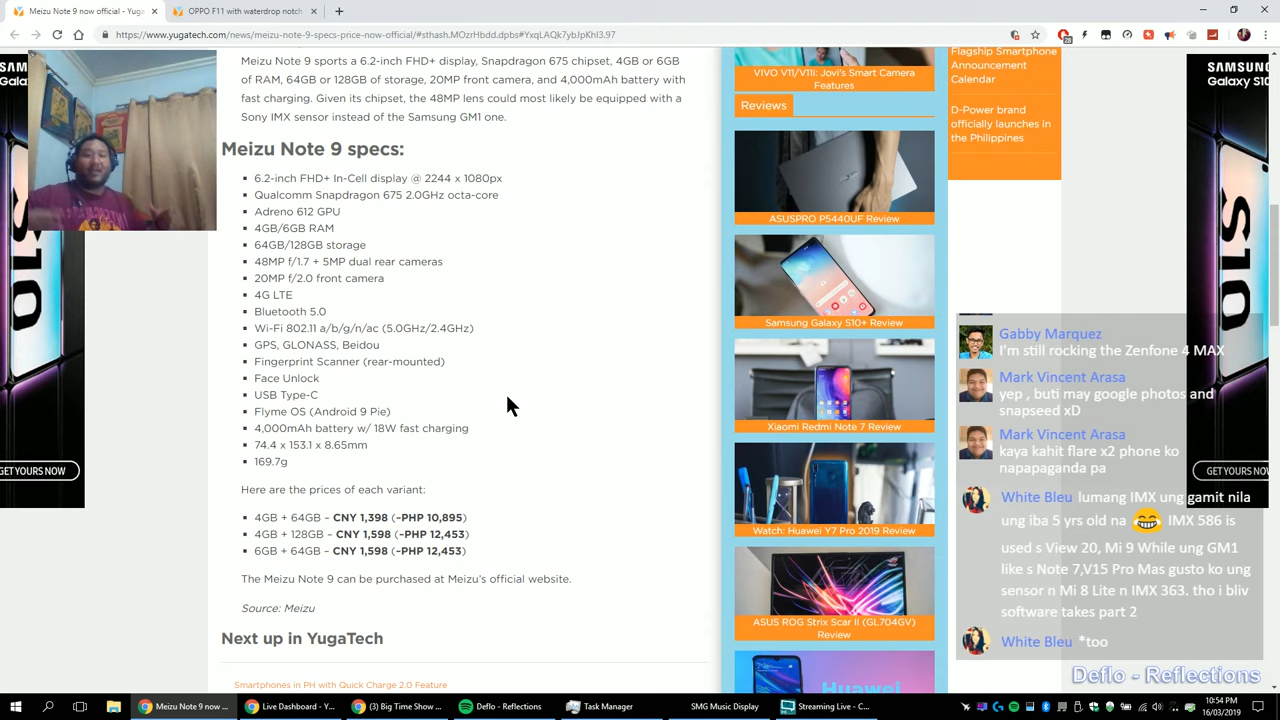 Meizu Note 9 now official - YugaT
OPPO F11 with waterdrop notch
https://www.yugatech.com/news/meizu-note-9-specs-price-now-official/#sthash.MOzrHbdd.dpbs#YxqLAQk7ybJpKhI3.97
28
Meizu Note 9 sports a 6.2-inch FHD+ display, Snapdragon 675 chipset, 4GB or 6GB
of RAM, 64GB or 128GB of storage, 20MP front camera, and 4,000mAh battery with
fast charging. Given its chipset, the 48MP lens could most likely be equipped with a
Sony IMX sensor instead of the Samsung GM1 one.
Meizu Note 9 specs:
6.2-inch FHD+ In-Cell display @ 2244 x 1080px
Qualcomm Snapdragon 675 2.0GHz octa-core
Adreno 612 GPU
4GB/6GB RAM
64GB/128GB storage
48MP f/1.7 + 5MP dual rear cameras
20MP f/2.0 front camera
4G LTE
Bluetooth 5.0
Wi-Fi 802.11 a/b/g/n/ac (5.0GHz/2.4GHz)
GPS, GLONASS, Beidou
Fingerprint Scanner (rear-mounted)
Face Unlock
USB Type-C
Flyme OS (Android 9 Pie)
4,000mAh battery w/ 18W fast charging
74.4 x 153.1 x 8.65mm
169.7g
Here are the prices of each variant:
4GB + 64GB – CNY 1,398 (~PHP 10,895)
4GB + 128GB – CNY 1,598 (~PHP 12,453)
6GB + 64GB – CNY 1,598 (~PHP 12,453)
The Meizu Note 9 can be purchased at Meizu's official website.
Source: Meizu
Next up in YugaTech
Smartphones in PH with Quick Charge 2.0 Feature
VIVO V11/V11i: Jovi's Smart Camera
Features
Reviews
ASUSPRO P5440UF Review
Samsung Galaxy S10+ Review
Xiaomi Redmi Note 7 Review
Watch: Huawei Y7 Pro 2019 Review
ASUS ROG Strix Scar II (GL704GV)
Review
Huawei
Flagship Smartphone
Announcement
Calendar
D-Power brand
officially launches in
the Philippines
SAM
Gala
S10
GET YOURS NOW
SAMSUNG
Galaxy S10
S10
GET YOURS NOW
Gabby Marquez
I'm still rocking the Zenfone 4 MAX
Mark Vincent Arasa
yep , buti may google photos and
snapseed xD
Mark Vincent Arasa
kaya kahit flare x2 phone ko
napapaganda pa
White Bleu lumang IMX ung gamit nila
ung iba 5 yrs old na 😂 IMX 586 is
used s View 20, Mi 9 While ung GM1
like s Note 7,V15 Pro Mas gusto ko ung
sensor n Mi 8 Lite n IMX 363. tho i bliv
software takes part 2
White Bleu *too
Deflo - Reflections
Meizu Note 9 now ...
Live Dashboard - Y...
(3) Big Time Show ...
Deflo - Reflections
Task Manager
SMG Music Display
Streaming Live - C...
10:54 PM
16/03/2019